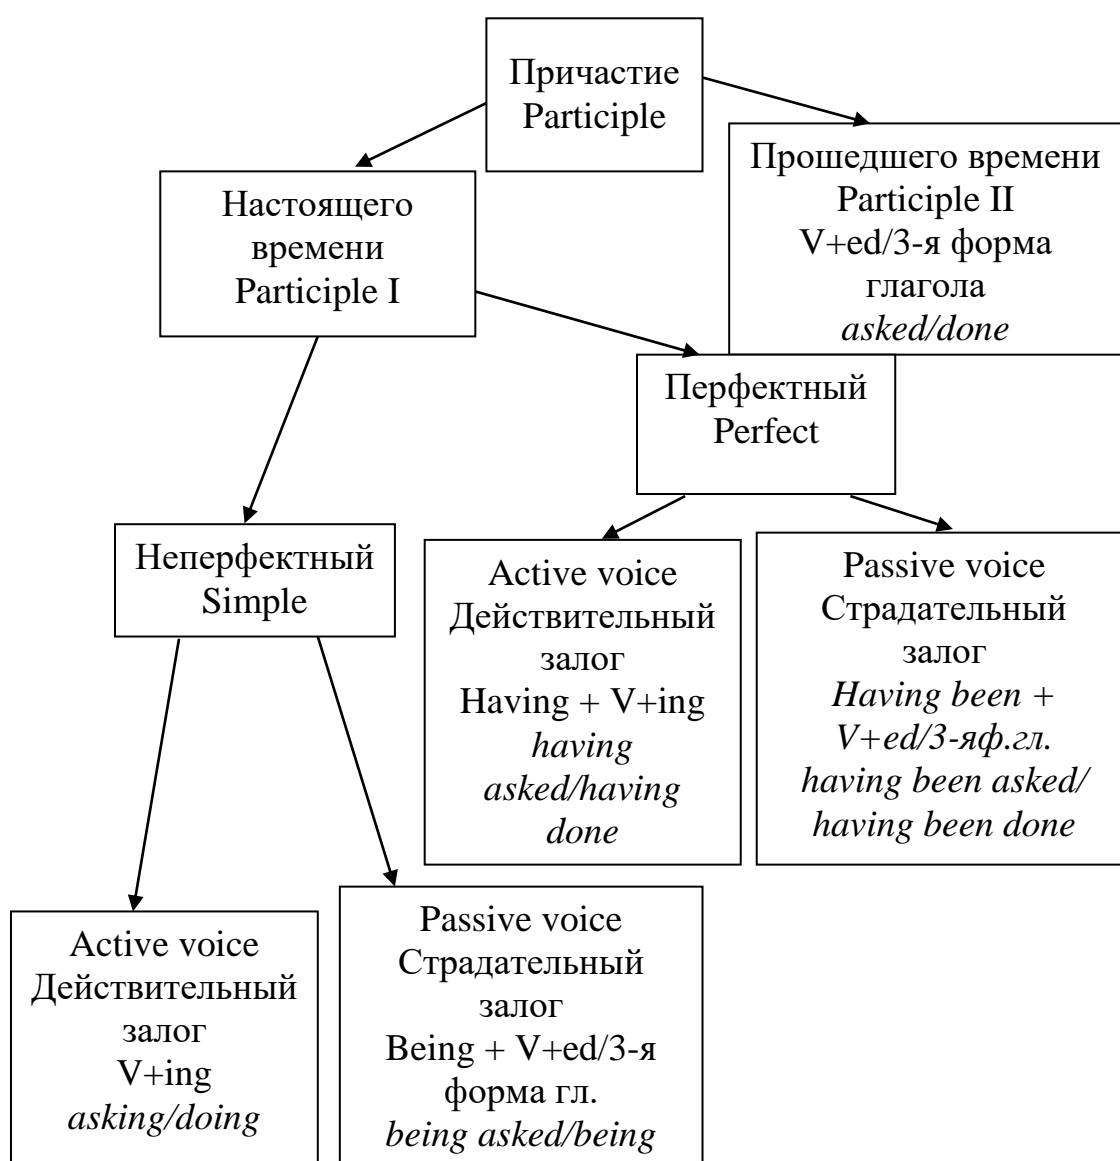 Причастие
Participle
Прошедшего времени
Participle II
V+ed/3-я форма
глагола
asked/done
Настоящего
времени
Participle I
Перфектный
Perfect
Неперфектный
Simple
Active voice
Действительный
залог
Having + V+ing
having
asked/having
done
Passive voice
Страдательный
залог
Having been +
V+ed/3-яф.гл.
having been asked/
having been done
Active voice
Действительный
залог
V+ing
asking/doing
Passive voice
Страдательный
залог
Being + V+ed/3-я
форма гл.
being asked/being